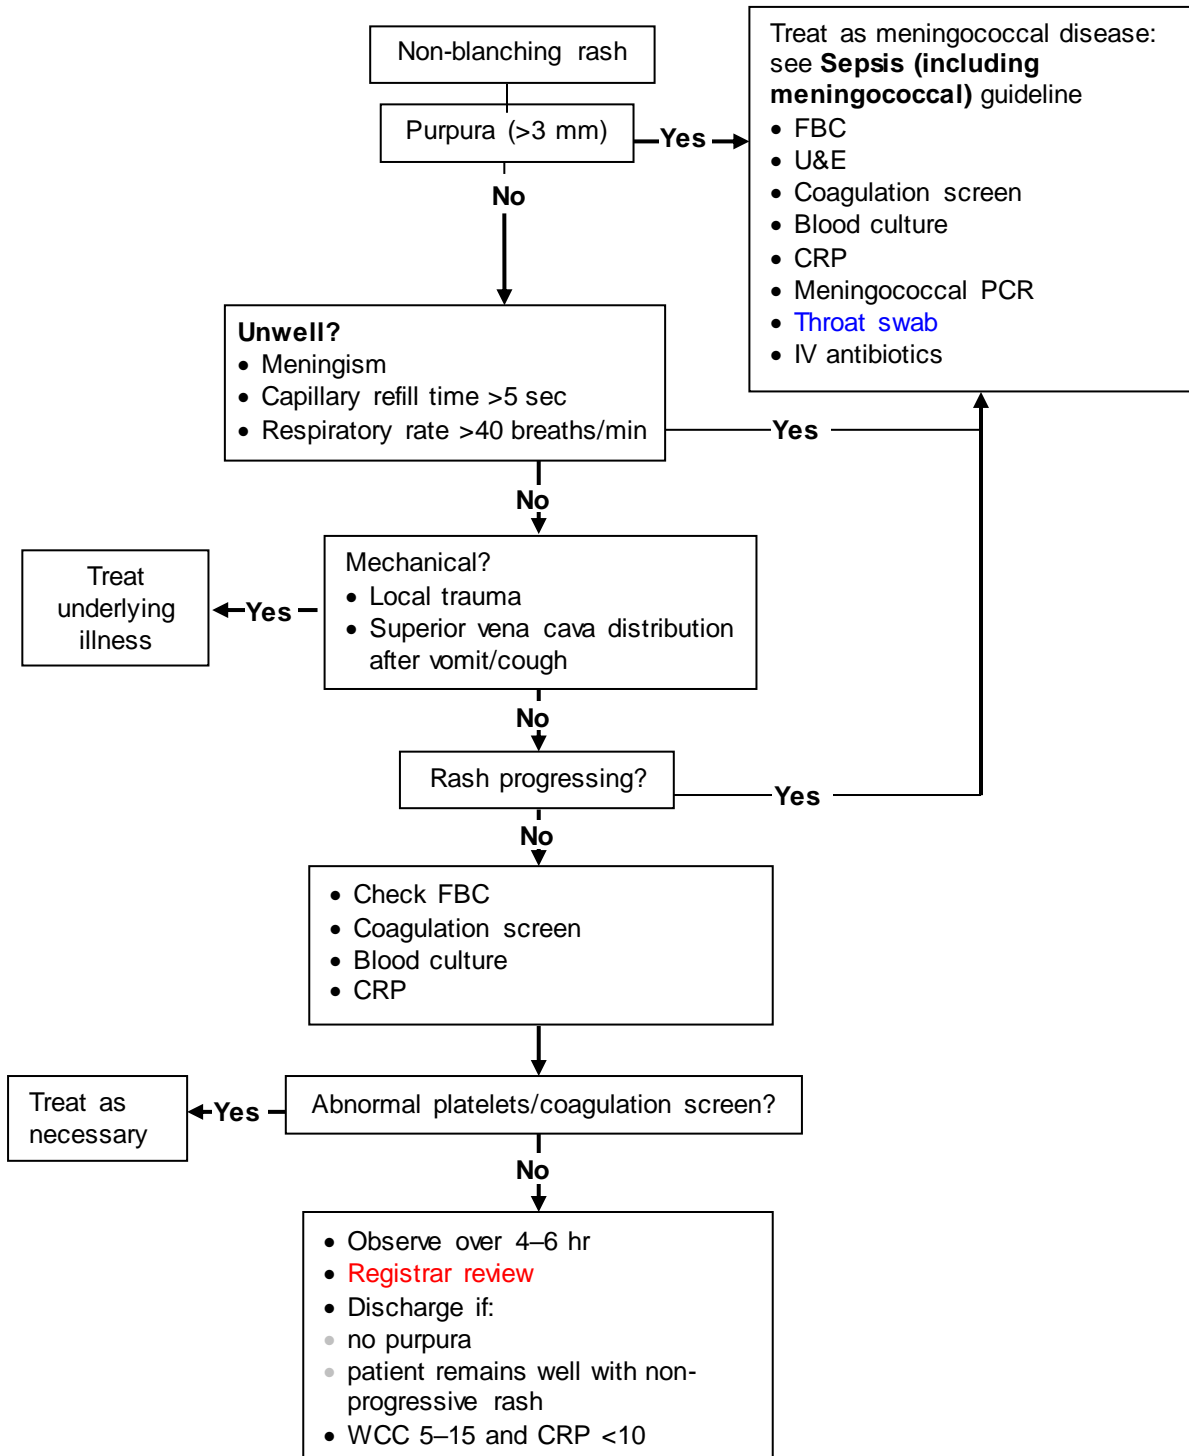 Non-blanching rash
Purpura (>3 mm)
Yes
Treat as meningococcal disease:
see Sepsis (including
meningococcal) guideline
• FBC
• U&E
• Coagulation screen
• Blood culture
• CRP
• Meningococcal PCR
• Throat swab
• IV antibiotics
No
Unwell?
• Meningism
• Capillary refill time >5 sec
• Respiratory rate >40 breaths/min
Yes
No
Mechanical?
• Local trauma
• Superior vena cava distribution
after vomit/cough
Yes
Treat
underlying
illness
No
Rash progressing?
Yes
No
• Check FBC
• Coagulation screen
• Blood culture
• CRP
Abnormal platelets/coagulation screen?
Yes
Treat as
necessary
No
• Observe over 4–6 hr
• Registrar review
• Discharge if:
• no purpura
• patient remains well with non-
progressive rash
• WCC 5–15 and CRP <10